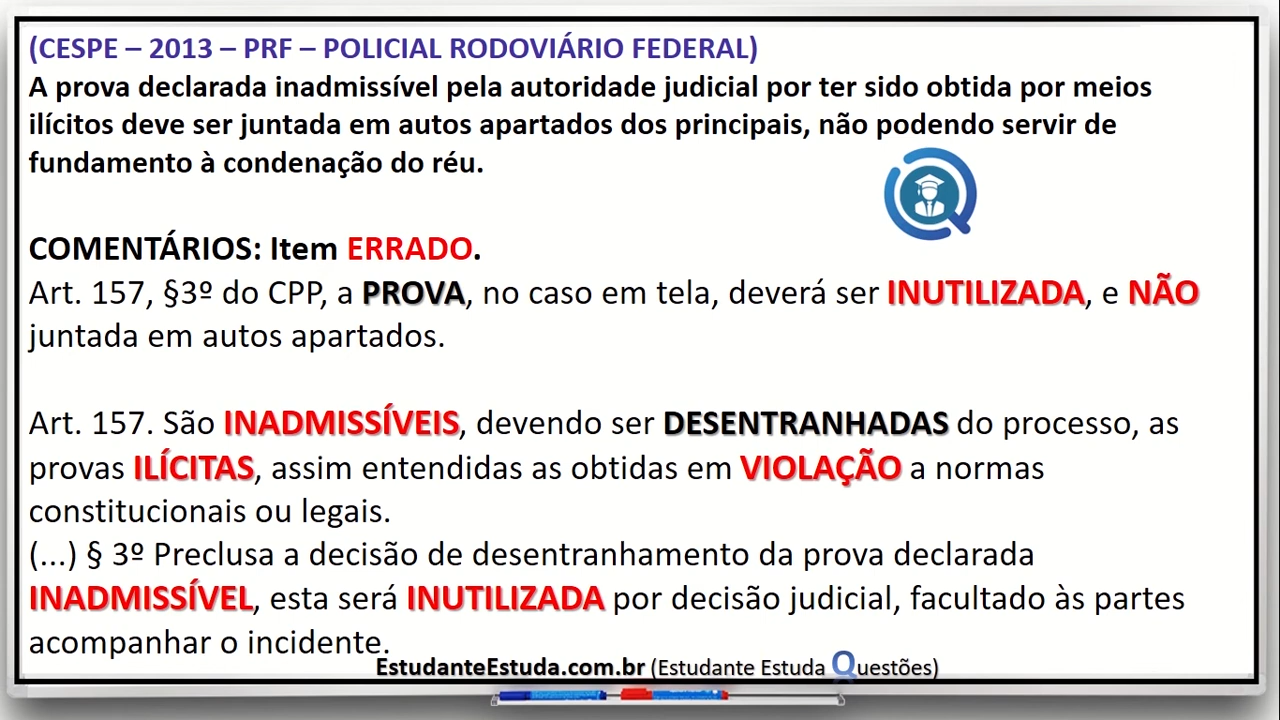 (CESPE – 2013 – PRF – POLICIAL RODOVIÁRIO FEDERAL)
A prova declarada inadmissível pela autoridade judicial por ter sido obtida por meios
ilícitos deve ser juntada em autos apartados dos principais, não podendo servir de
fundamento à condenação do réu.
COMENTÁRIOS: Item ERRADO.
Art. 157, §3º do CPP, a PROVA, no caso em tela, deverá ser INUTILIZADA, e NÃO
juntada em autos apartados.
Art. 157. São INADMISSÍVEIS, devendo ser DESENTRANHADAS do processo, as
provas ILÍCITAS, assim entendidas as obtidas em VIOLAÇÃO a normas
constitucionais ou legais.
(...) § 3º Preclusa a decisão de desentranhamento da prova declarada
INADMISSÍVEL, esta será INUTILIZADA por decisão judicial, facultado às partes
acompanhar o incidente.
EstudanteEstuda.com.br (Estudante Estuda Questões)